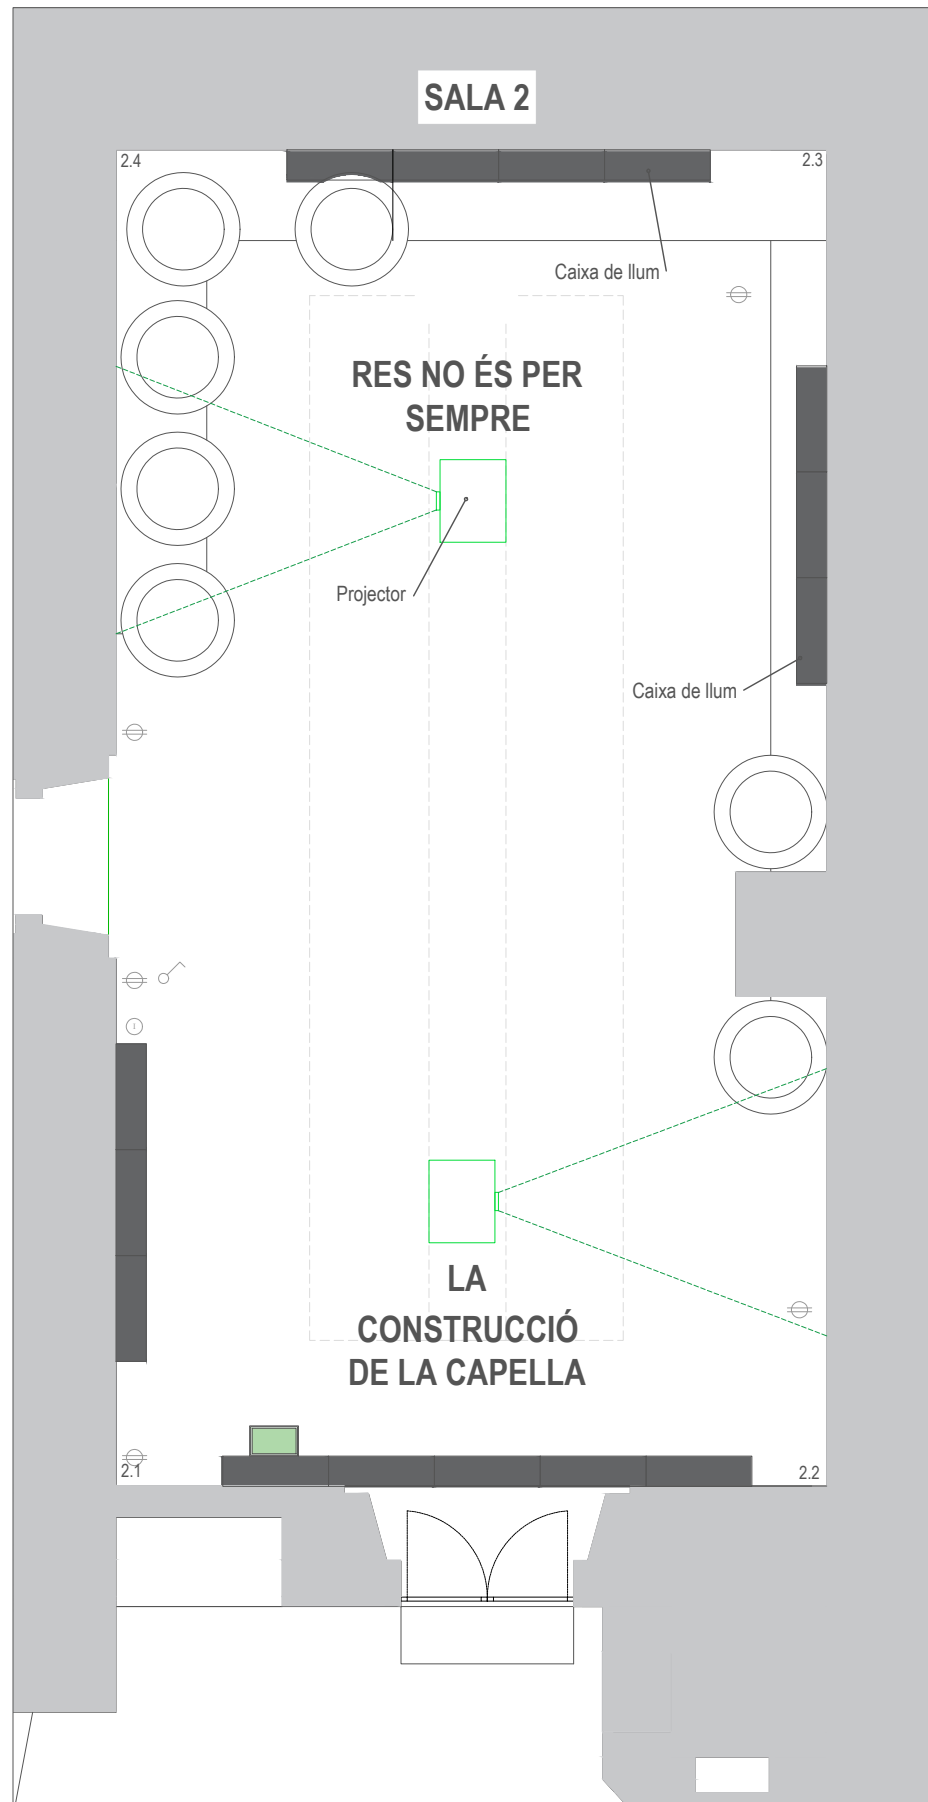 SALA 2
2.4
2.3
Caixa de llum
RES NO ÉS PER
SEMPRE
Projector
Caixa de llum
1
LA
CONSTRUCCIÓ
DE LA CAPELLA
2.1
2.2